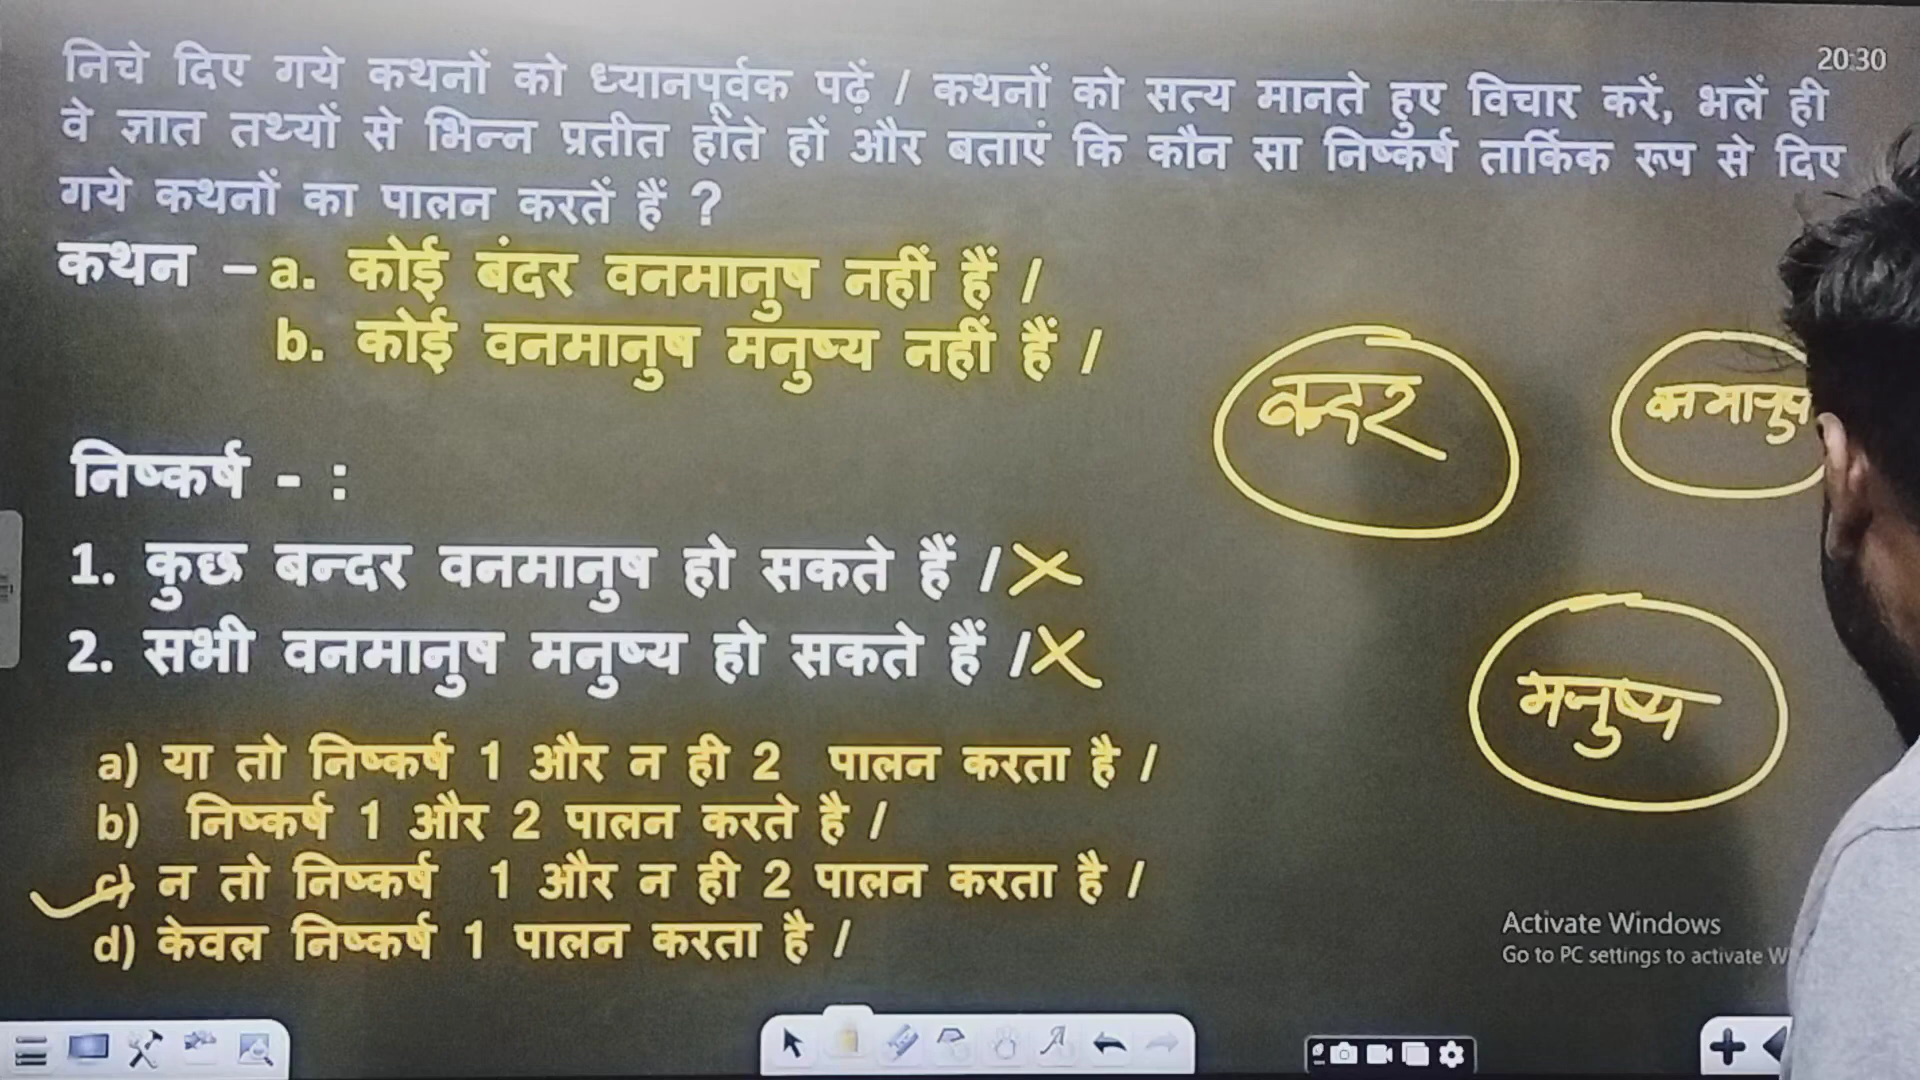 20:30
निचे दिए गये कथनों को ध्यानपूर्वक पढ़ें / कथनों को सत्य मानते हुए विचार करें, भलें ही
वे ज्ञात तथ्यों से भिन्न प्रतीत होते हों और बताएं कि कौन सा निष्कर्ष तार्किक रूप से दिए
गये कथनों का पालन करतें हैं ?
कथन – a. कोई बंदर वनमानुष नहीं हैं /
b. कोई वनमानुष मनुष्य नहीं हैं /
बन्दर
वनमानुष
निष्कर्ष - :
1. कुछ बन्दर वनमानुष हो सकते हैं /
2. सभी वनमानुष मनुष्य हो सकते हैं /
मनुष्य
a) या तो निष्कर्ष 1 और न ही 2 पालन करता है /
b) निष्कर्ष 1 और 2 पालन करते है /
c) न तो निष्कर्ष 1 और न ही 2 पालन करता है /
d) केवल निष्कर्ष 1 पालन करता है /
Activate Windows
Go to PC settings to activate W